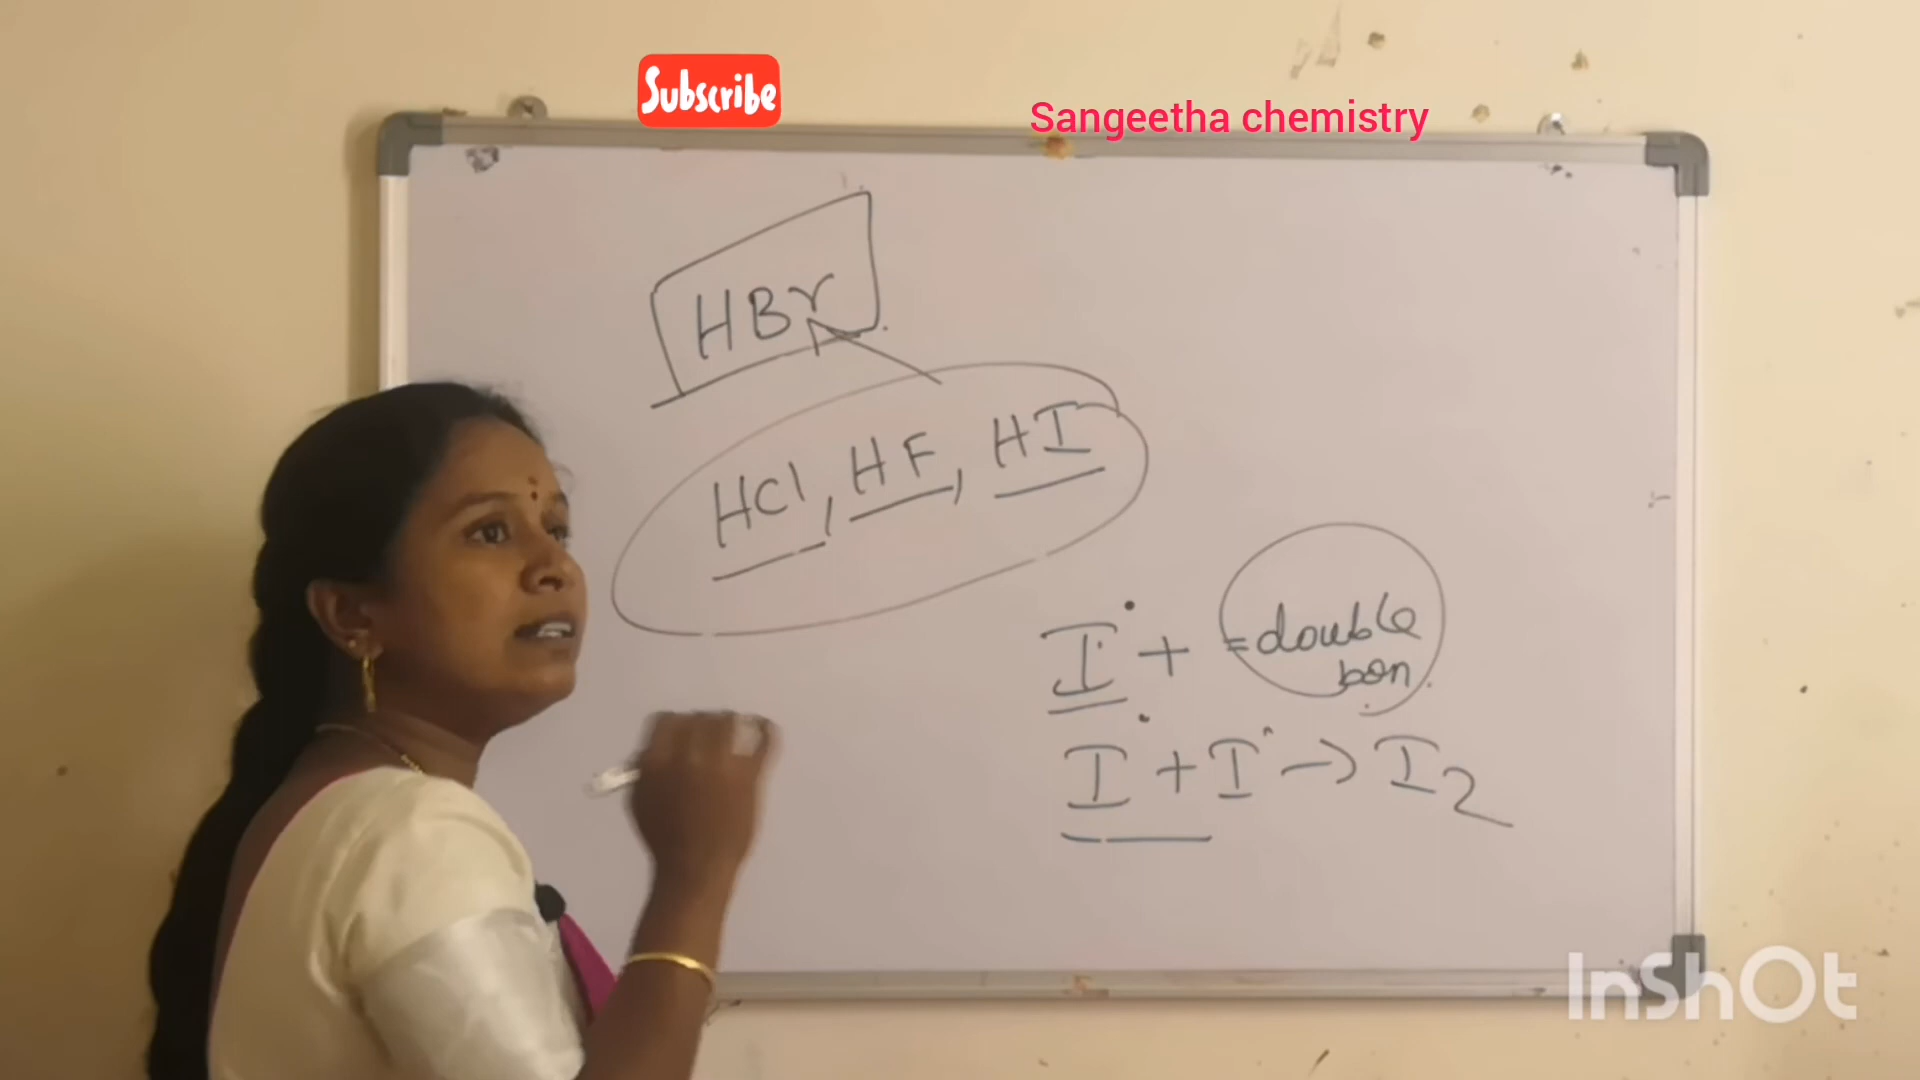 Subscribe
Sangeetha chemistry
HBr
HCl, HF, HI
I• + =double
bon.
I• + I• → I2
InShOt